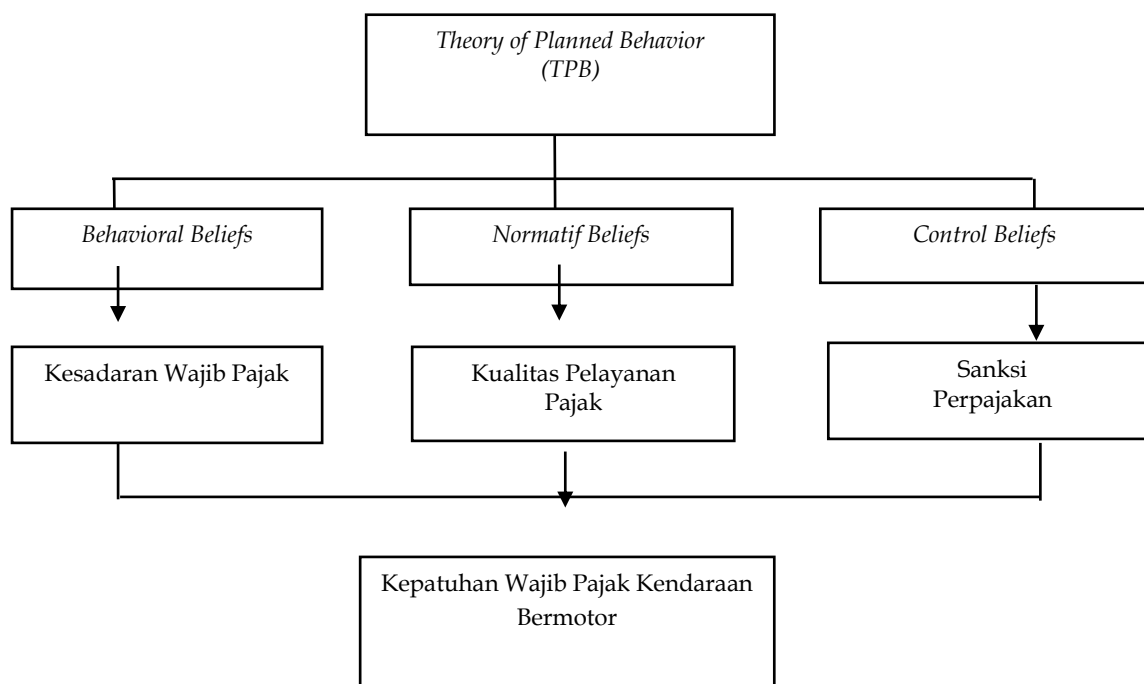 Theory of Planned Behavior
(TPB)
Behavioral Beliefs
Normatif Beliefs
Control Beliefs
Kesadaran Wajib Pajak
Kualitas Pelayanan
Pajak
Sanksi
Perpajakan
Kepatuhan Wajib Pajak Kendaraan
Bermotor